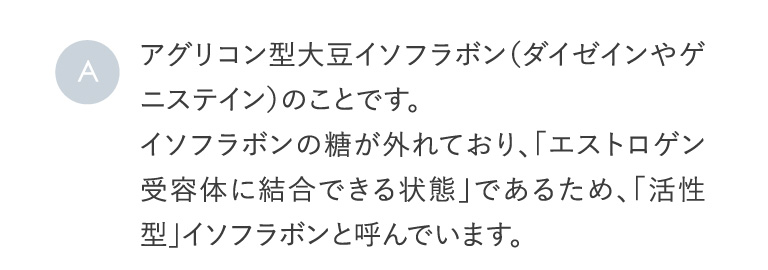 A
アグリコン型大豆イソフラボン（ダイゼインやゲ
ニステイン）のことです。
イソフラボンの糖が外れており、「エストロゲン
受容体に結合できる状態」であるため、「活性
型」イソフラボンと呼んでいます。